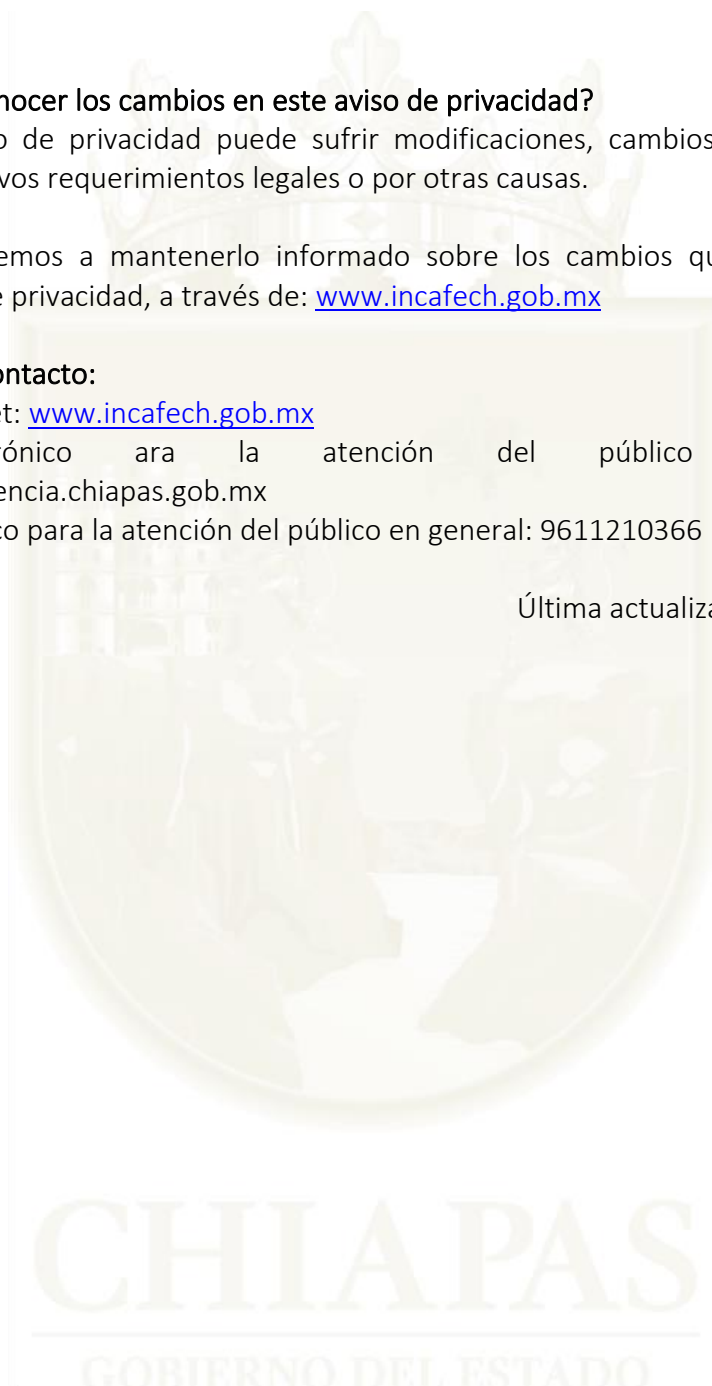 nocer los cambios en este aviso de privacidad?
o de privacidad puede sufrir modificaciones, cambios
vos requerimientos legales o por otras causas.
emos a mantenerlo informado sobre los cambios qu
e privacidad, a través de: www.incafech.gob.mx
ontacto:
et: www.incafech.gob.mx
rónico ara la atención del público
encia.chiapas.gob.mx
co para la atención del público en general: 9611210366
Última actualiza
CHIAPAS
GOBIERNO DEL ESTADO